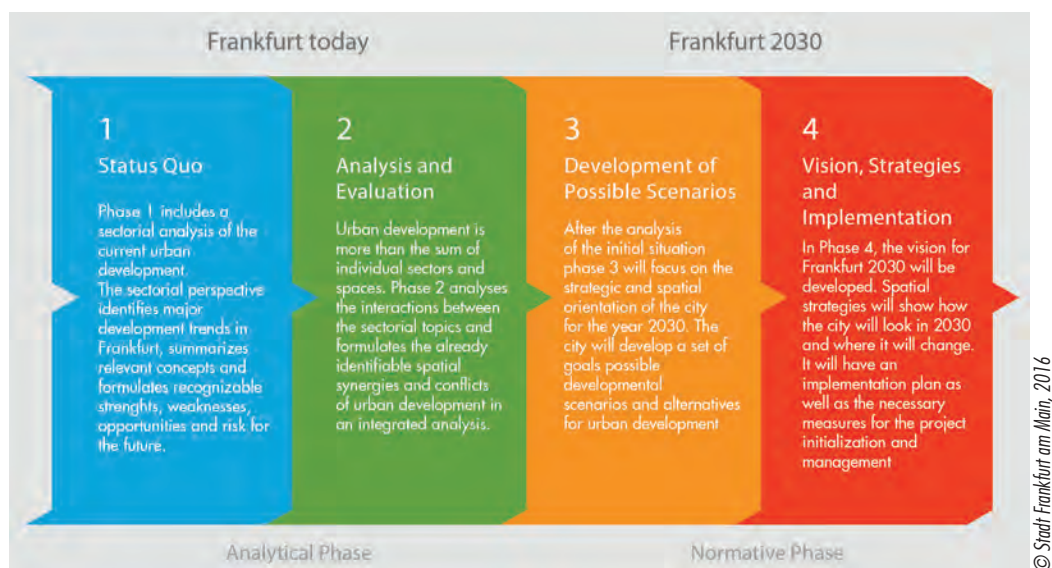 Frankfurt today
Frankfurt 2030
1
Status Quo
Phase 1 includes a
sectorial analysis of the
current urban
development.
The sectorial perspective
identifies major
development trends in
Frankfurt, summarizes
relevant concepts and
formulates recognizable
strenghts, weaknesses,
opportunities and risk for
the future.
2
Analysis and
Evaluation
Urban development is
more than the sum of
individual sectors and
spaces. Phase 2 analyses
the interactions between
the sectorial topics and
formulates the already
identifiable spatial
synergies and conflicts
of urban development in
an integrated analysis.
3
Development of
Possible Scenarios
After the analysis
of the initial situation
phase 3 will focus on the
strategic and spatial
orientation of the city
for the year 2030. The
city will develop a set of
goals possible
developmental
scenarios and alternatives
for urban development
4
Vision, Strategies
and
Implementation
In Phase 4, the vision for
Frankfurt 2030 will be
developed. Spatial
strategies will show how
the city will look in 2030
and where it will change.
It will have an
implementation plan as
well as the necessary
measures for the project
initialization and
management
Analytical Phase
Normative Phase
© Stadt Frankfurt am Main, 2016